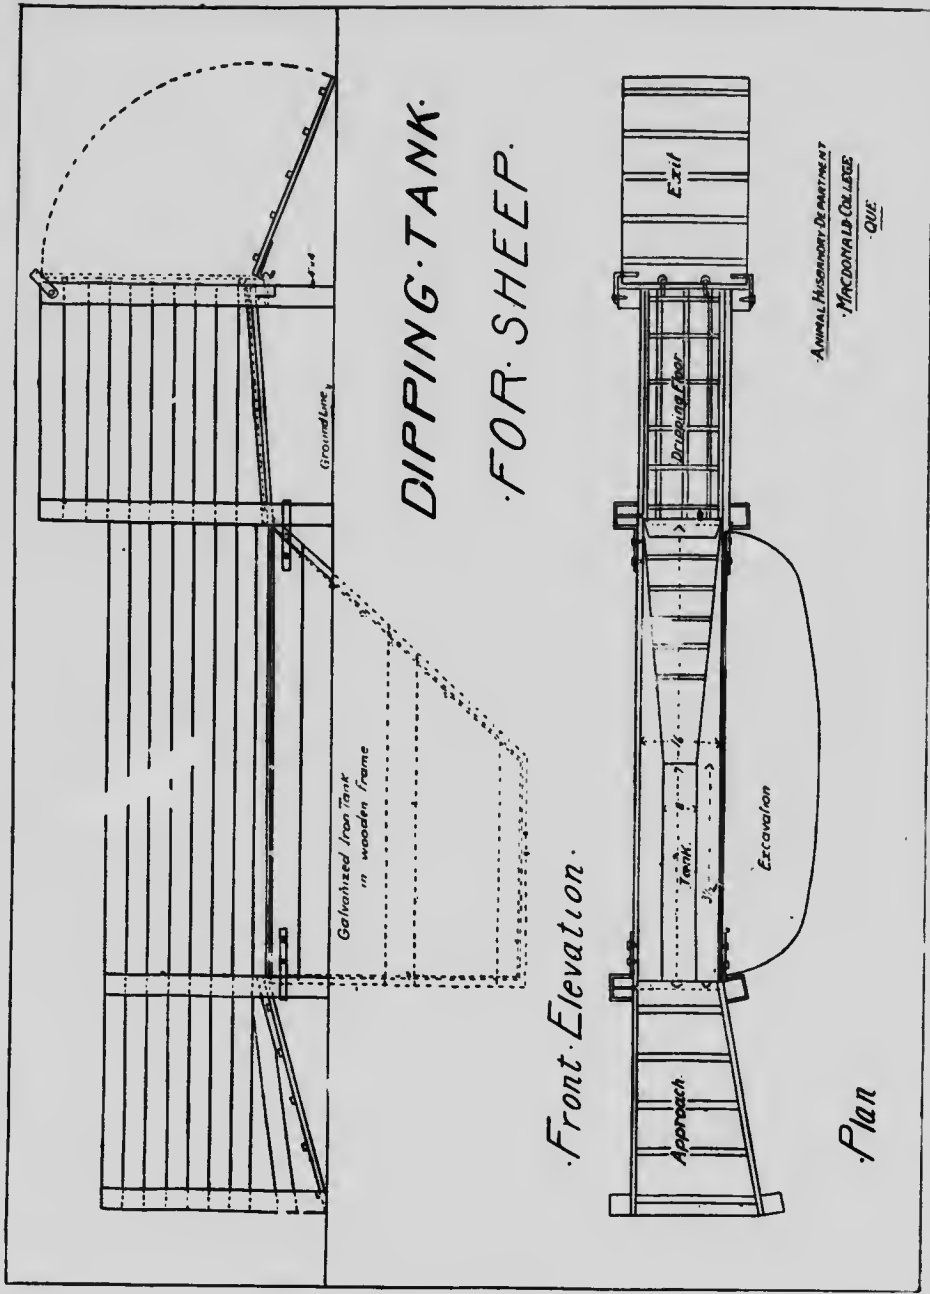 DIPPING·TANK·
·FOR·SHEEP.
Ground Line
Galvanized Iron Tank
in wooden frame
·Front·Elevation·
Approach·
Tank.
Dripping Floor
Exit
Excavation
·Plan
·ANIMAL HUSBANDRY DEPARTMENT
·MACDONALD COLLEGE
·QUE